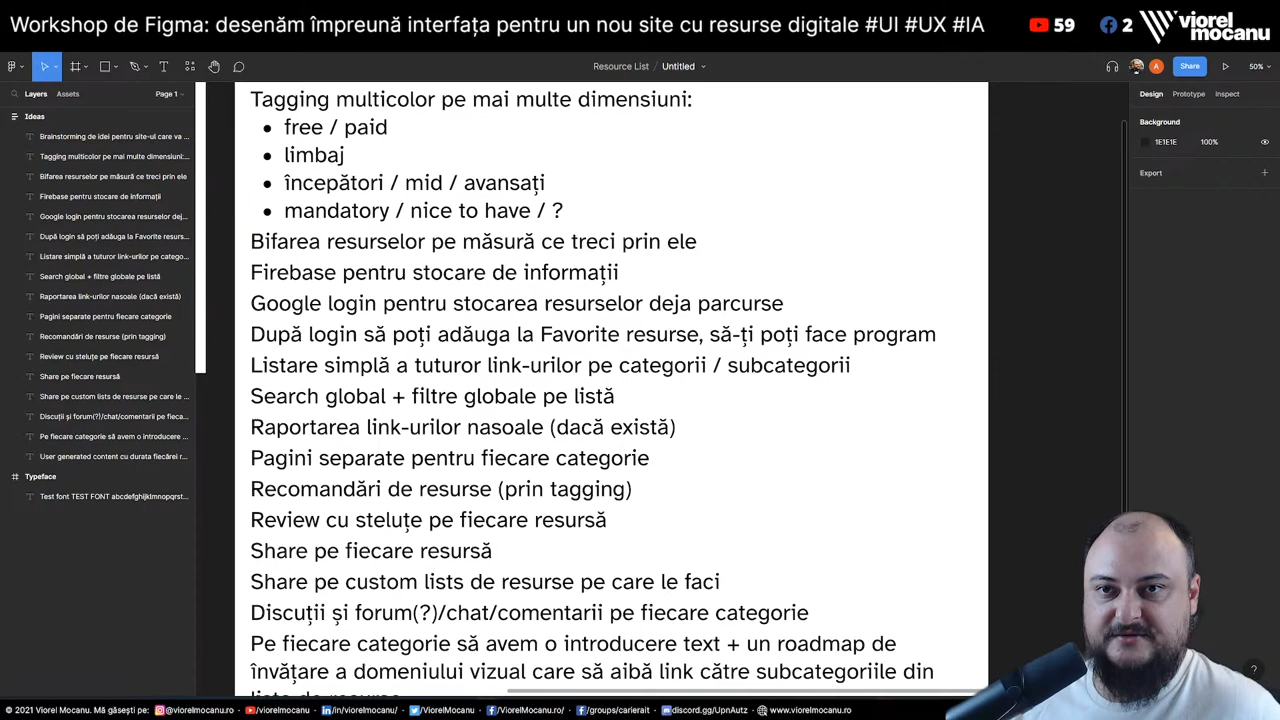 Workshop de Figma: desenăm împreună interfața pentru un nou site cu resurse digitale #UI #UX #IA
59
2
viorel
mocanu
Resource List / Untitled
Share
50%
Layers
Assets
Page 1
Design
Prototype
Inspect
Ideas
Brainstorming de idei pentru site-ul care va ...
Tagging multicolor pe mai multe dimensiuni:...
Bifarea resurselor pe măsură ce treci prin ele
Firebase pentru stocare de informații
Google login pentru stocarea resurselor dej...
După login să poți adăuga la Favorite resurs...
Listare simplă a tuturor link-urilor pe catego...
Search global + filtre globale pe listă
Raportarea link-urilor nasoale (dacă există)
Pagini separate pentru fiecare categorie
Recomandări de resurse (prin tagging)
Review cu steluțe pe fiecare resursă
Share pe fiecare resursă
Share pe custom lists de resurse pe care le ...
Discuții și forum(?)/chat/comentarii pe fieca...
Pe fiecare categorie să avem o introducere ...
User generated content cu durata fiecărei r...
Typeface
Test font TEST FONT abcdefghijklmnopqrst...
Background
1E1E1E
100%
Export
Tagging multicolor pe mai multe dimensiuni:
• free / paid
• limbaj
• începători / mid / avansați
• mandatory / nice to have / ?
Bifarea resurselor pe măsură ce treci prin ele
Firebase pentru stocare de informații
Google login pentru stocarea resurselor deja parcurse
După login să poți adăuga la Favorite resurse, să-ți poți face program
Listare simplă a tuturor link-urilor pe categorii / subcategorii
Search global + filtre globale pe listă
Raportarea link-urilor nasoale (dacă există)
Pagini separate pentru fiecare categorie
Recomandări de resurse (prin tagging)
Review cu steluțe pe fiecare resursă
Share pe fiecare resursă
Share pe custom lists de resurse pe care le faci
Discuții și forum(?)/chat/comentarii pe fiecare categorie
Pe fiecare categorie să avem o introducere text + un roadmap de
învățare a domeniului vizual care să aibă link către subcategoriile din
© 2021 Viorel Mocanu. Mă găsești pe: @viorelmocanu.ro /viorelmocanu /in/viorelmocanu/ /ViorelMocanu /ViorelMocanu.ro/ /groups/carierait discord.gg/UpnAutz www.viorelmocanu.ro